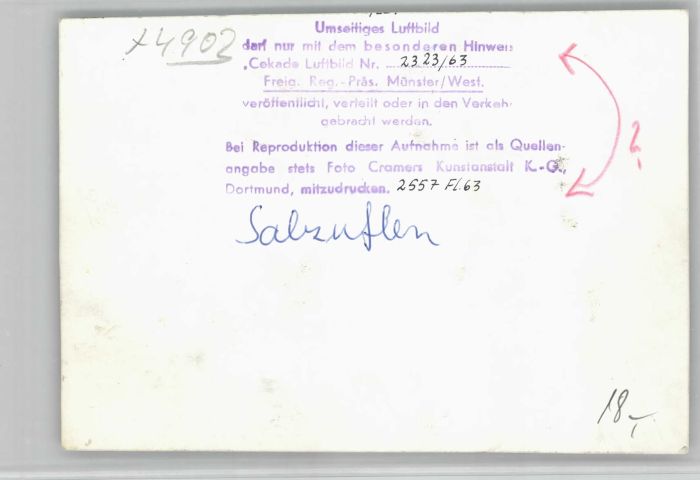 x4902
Umseitiges Luftbild
darf nur mit dem besonderen Hinweis
„Cekade Luftbild Nr. 2323/63
Freig. Reg.-Präs. Münster/West.
veröffentlicht, verteilt oder in den Verkehr
gebracht werden.
?
Bei Reproduktion dieser Aufnahme ist als Quellen-
angabe stets Foto Cramers Kunstanstalt K.-G.,
Dortmund, mitzudrucken. 2557 Fl.63
Salzuflen
18,-